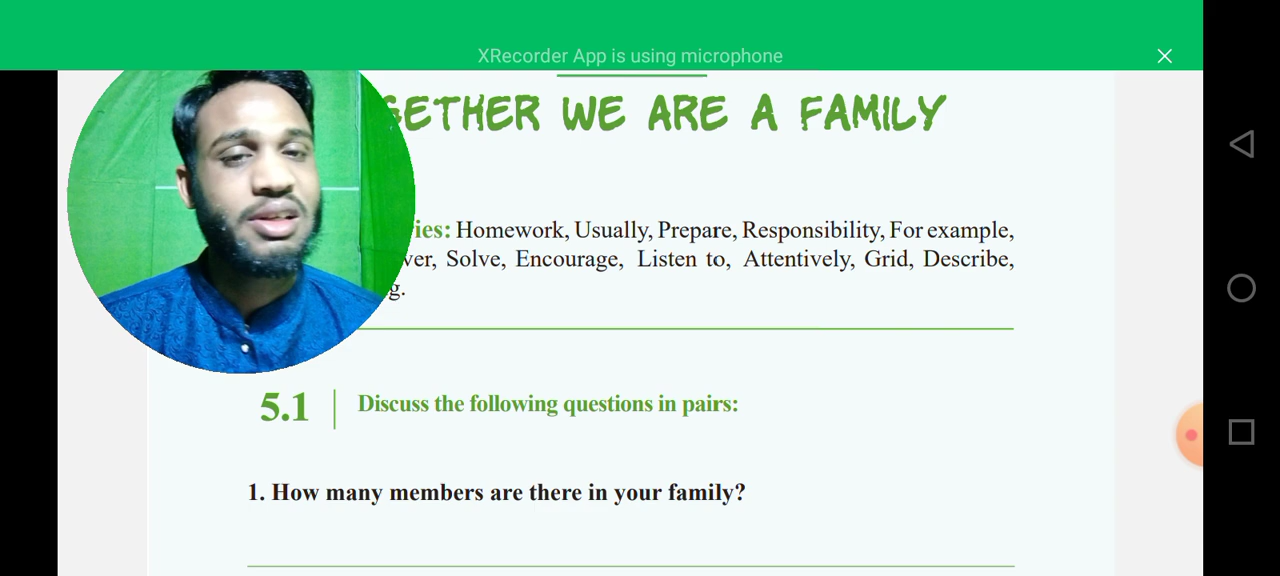 XRecorder App is using microphone
WE ARE A FAMILY
Homework, Usually, Prepare, Responsibility, For example,
Solve, Encourage, Listen to, Attentively, Grid, Describe,
5.1 Discuss the following questions in pairs:
1. How many members are there in your family?